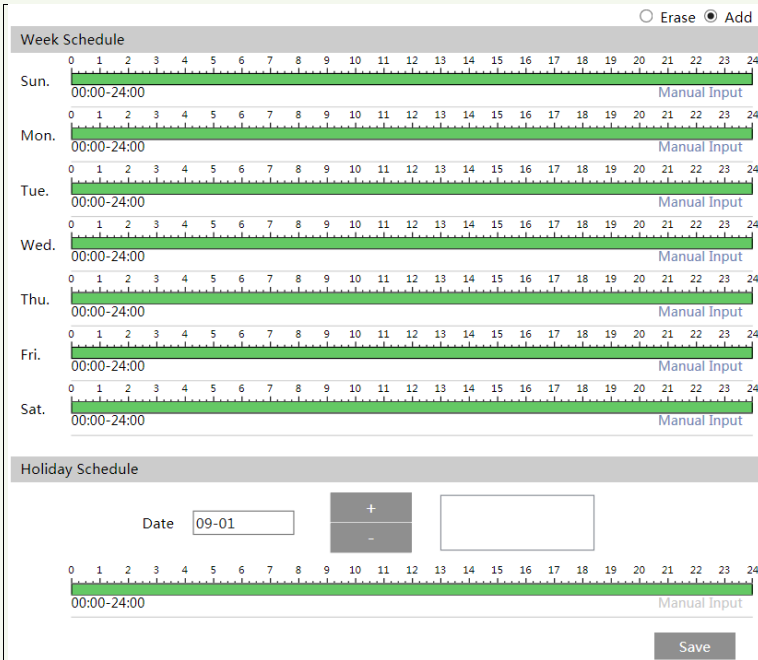 Erase Add
Week Schedule
0 1 2 3 4 5 6 7 8 9 10 11 12 13 14 15 16 17 18 19 20 21 22 23 24
Sun.
00:00-24:00 Manual Input
0 1 2 3 4 5 6 7 8 9 10 11 12 13 14 15 16 17 18 19 20 21 22 23 24
Mon.
00:00-24:00 Manual Input
0 1 2 3 4 5 6 7 8 9 10 11 12 13 14 15 16 17 18 19 20 21 22 23 24
Tue.
00:00-24:00 Manual Input
0 1 2 3 4 5 6 7 8 9 10 11 12 13 14 15 16 17 18 19 20 21 22 23 24
Wed.
00:00-24:00 Manual Input
0 1 2 3 4 5 6 7 8 9 10 11 12 13 14 15 16 17 18 19 20 21 22 23 24
Thu.
00:00-24:00 Manual Input
0 1 2 3 4 5 6 7 8 9 10 11 12 13 14 15 16 17 18 19 20 21 22 23 24
Fri.
00:00-24:00 Manual Input
0 1 2 3 4 5 6 7 8 9 10 11 12 13 14 15 16 17 18 19 20 21 22 23 24
Sat.
00:00-24:00 Manual Input
Holiday Schedule
+
Date 09-01
-
0 1 2 3 4 5 6 7 8 9 10 11 12 13 14 15 16 17 18 19 20 21 22 23 24
00:00-24:00 Manual Input
Save